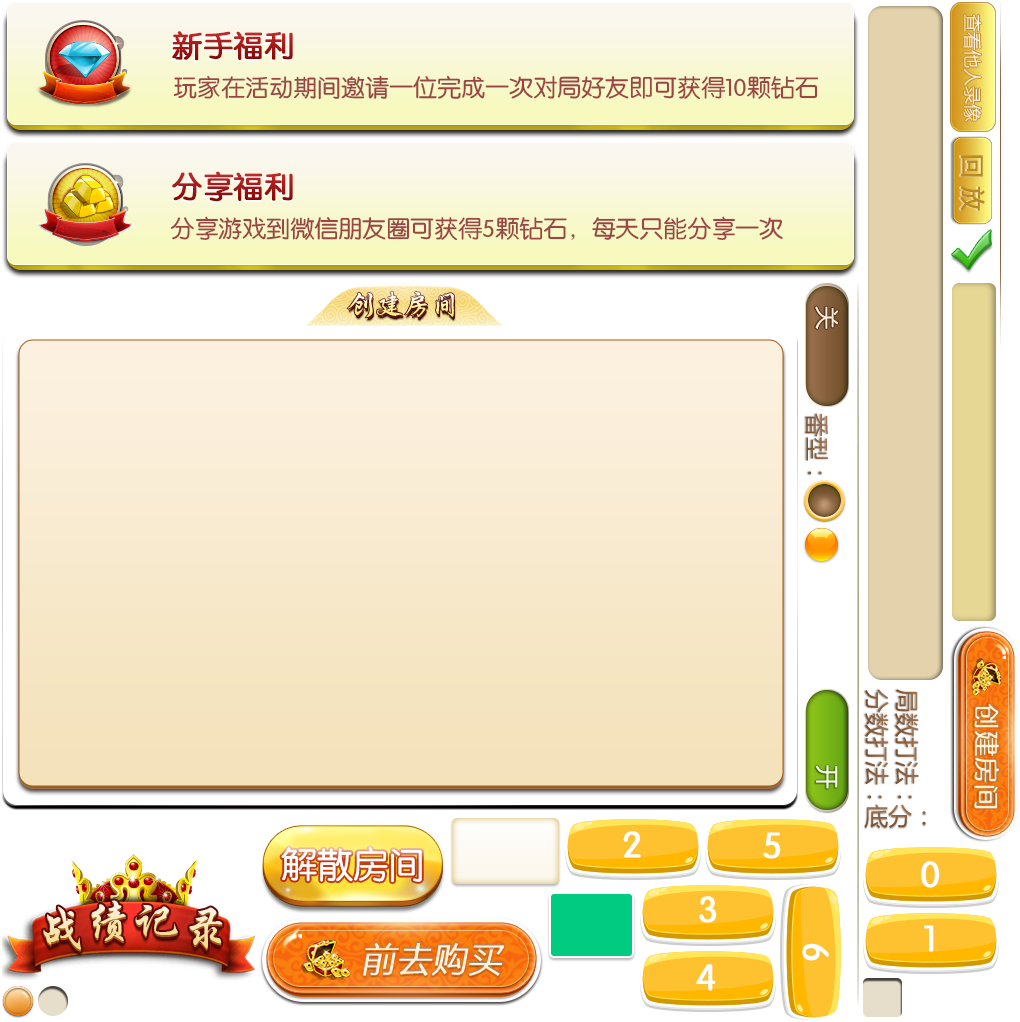 新手福利
玩家在活动期间邀请一位完成一次对局好友即可获得10颗钻石
分享福利
分享游戏到微信朋友圈可获得5颗钻石，每天只能分享一次
创建房间
关
番型：
开
查看他人录像
回放
局数打法：
分数打法：
底分：
创建房间
战绩记录
解散房间
前去购买
2
5
3
4
6
0
1